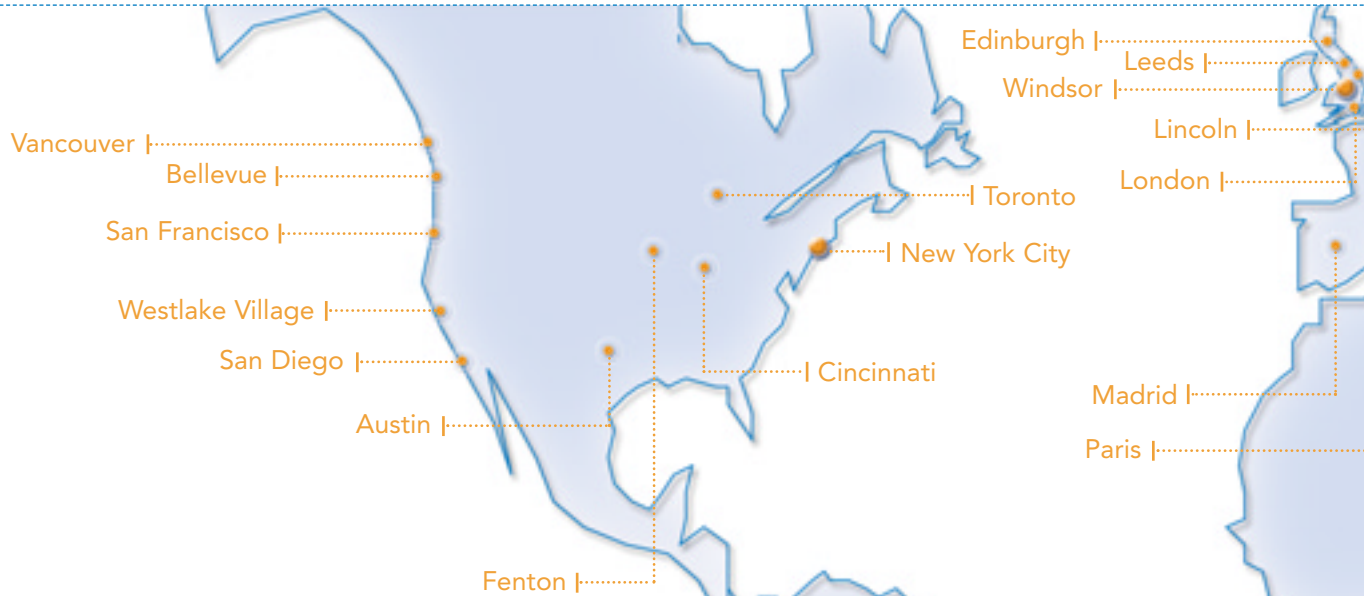 Edinburgh
Leeds
Windsor
Lincoln
London
Vancouver
Bellevue
San Francisco
Westlake Village
San Diego
Austin
Fenton
Toronto
New York City
Cincinnati
Madrid
Paris